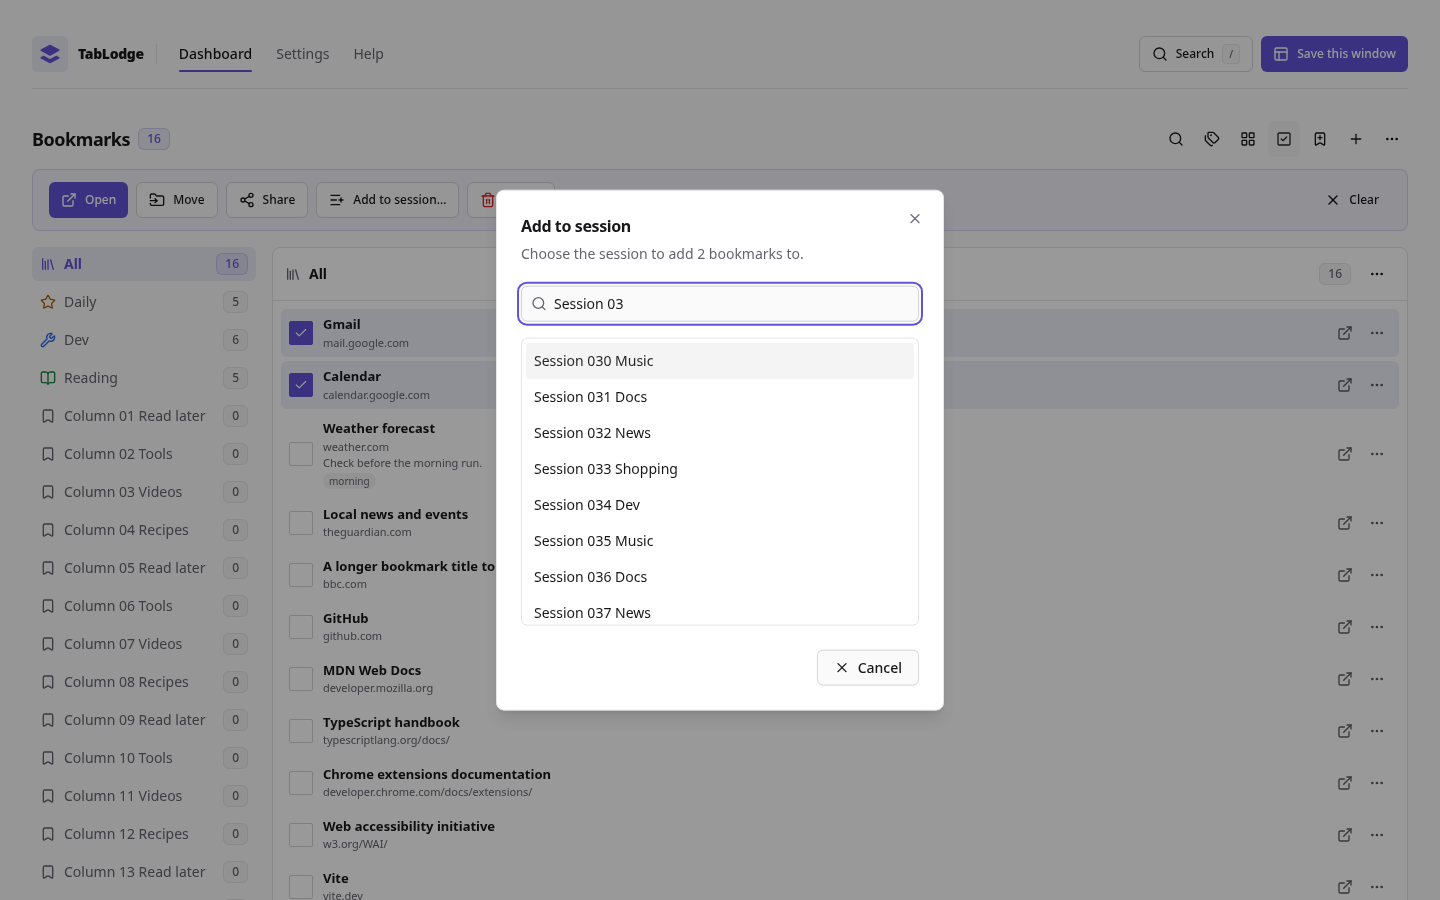 TabLodge
Dashboard
Settings
Help
Search /
Save this window
Bookmarks 16
Open
Move
Share
Add to session...
Clear
All 16
Daily 5
Dev 6
Reading 5
Column 01 Read later 0
Column 02 Tools 0
Column 03 Videos 0
Column 04 Recipes 0
Column 05 Read later 0
Column 06 Tools 0
Column 07 Videos 0
Column 08 Recipes 0
Column 09 Read later 0
Column 10 Tools 0
Column 11 Videos 0
Column 12 Recipes 0
Column 13 Read later 0
All 16
Gmail
mail.google.com
Calendar
calendar.google.com
Weather forecast
weather.com
Check before the morning run.
morning
Local news and events
theguardian.com
A longer bookmark title to
bbc.com
GitHub
github.com
MDN Web Docs
developer.mozilla.org
TypeScript handbook
typescriptlang.org/docs/
Chrome extensions documentation
developer.chrome.com/docs/extensions/
Web accessibility initiative
w3.org/WAI/
Vite
vite.dev
Add to session
Choose the session to add 2 bookmarks to.
Session 03
Session 030 Music
Session 031 Docs
Session 032 News
Session 033 Shopping
Session 034 Dev
Session 035 Music
Session 036 Docs
Session 037 News
Cancel